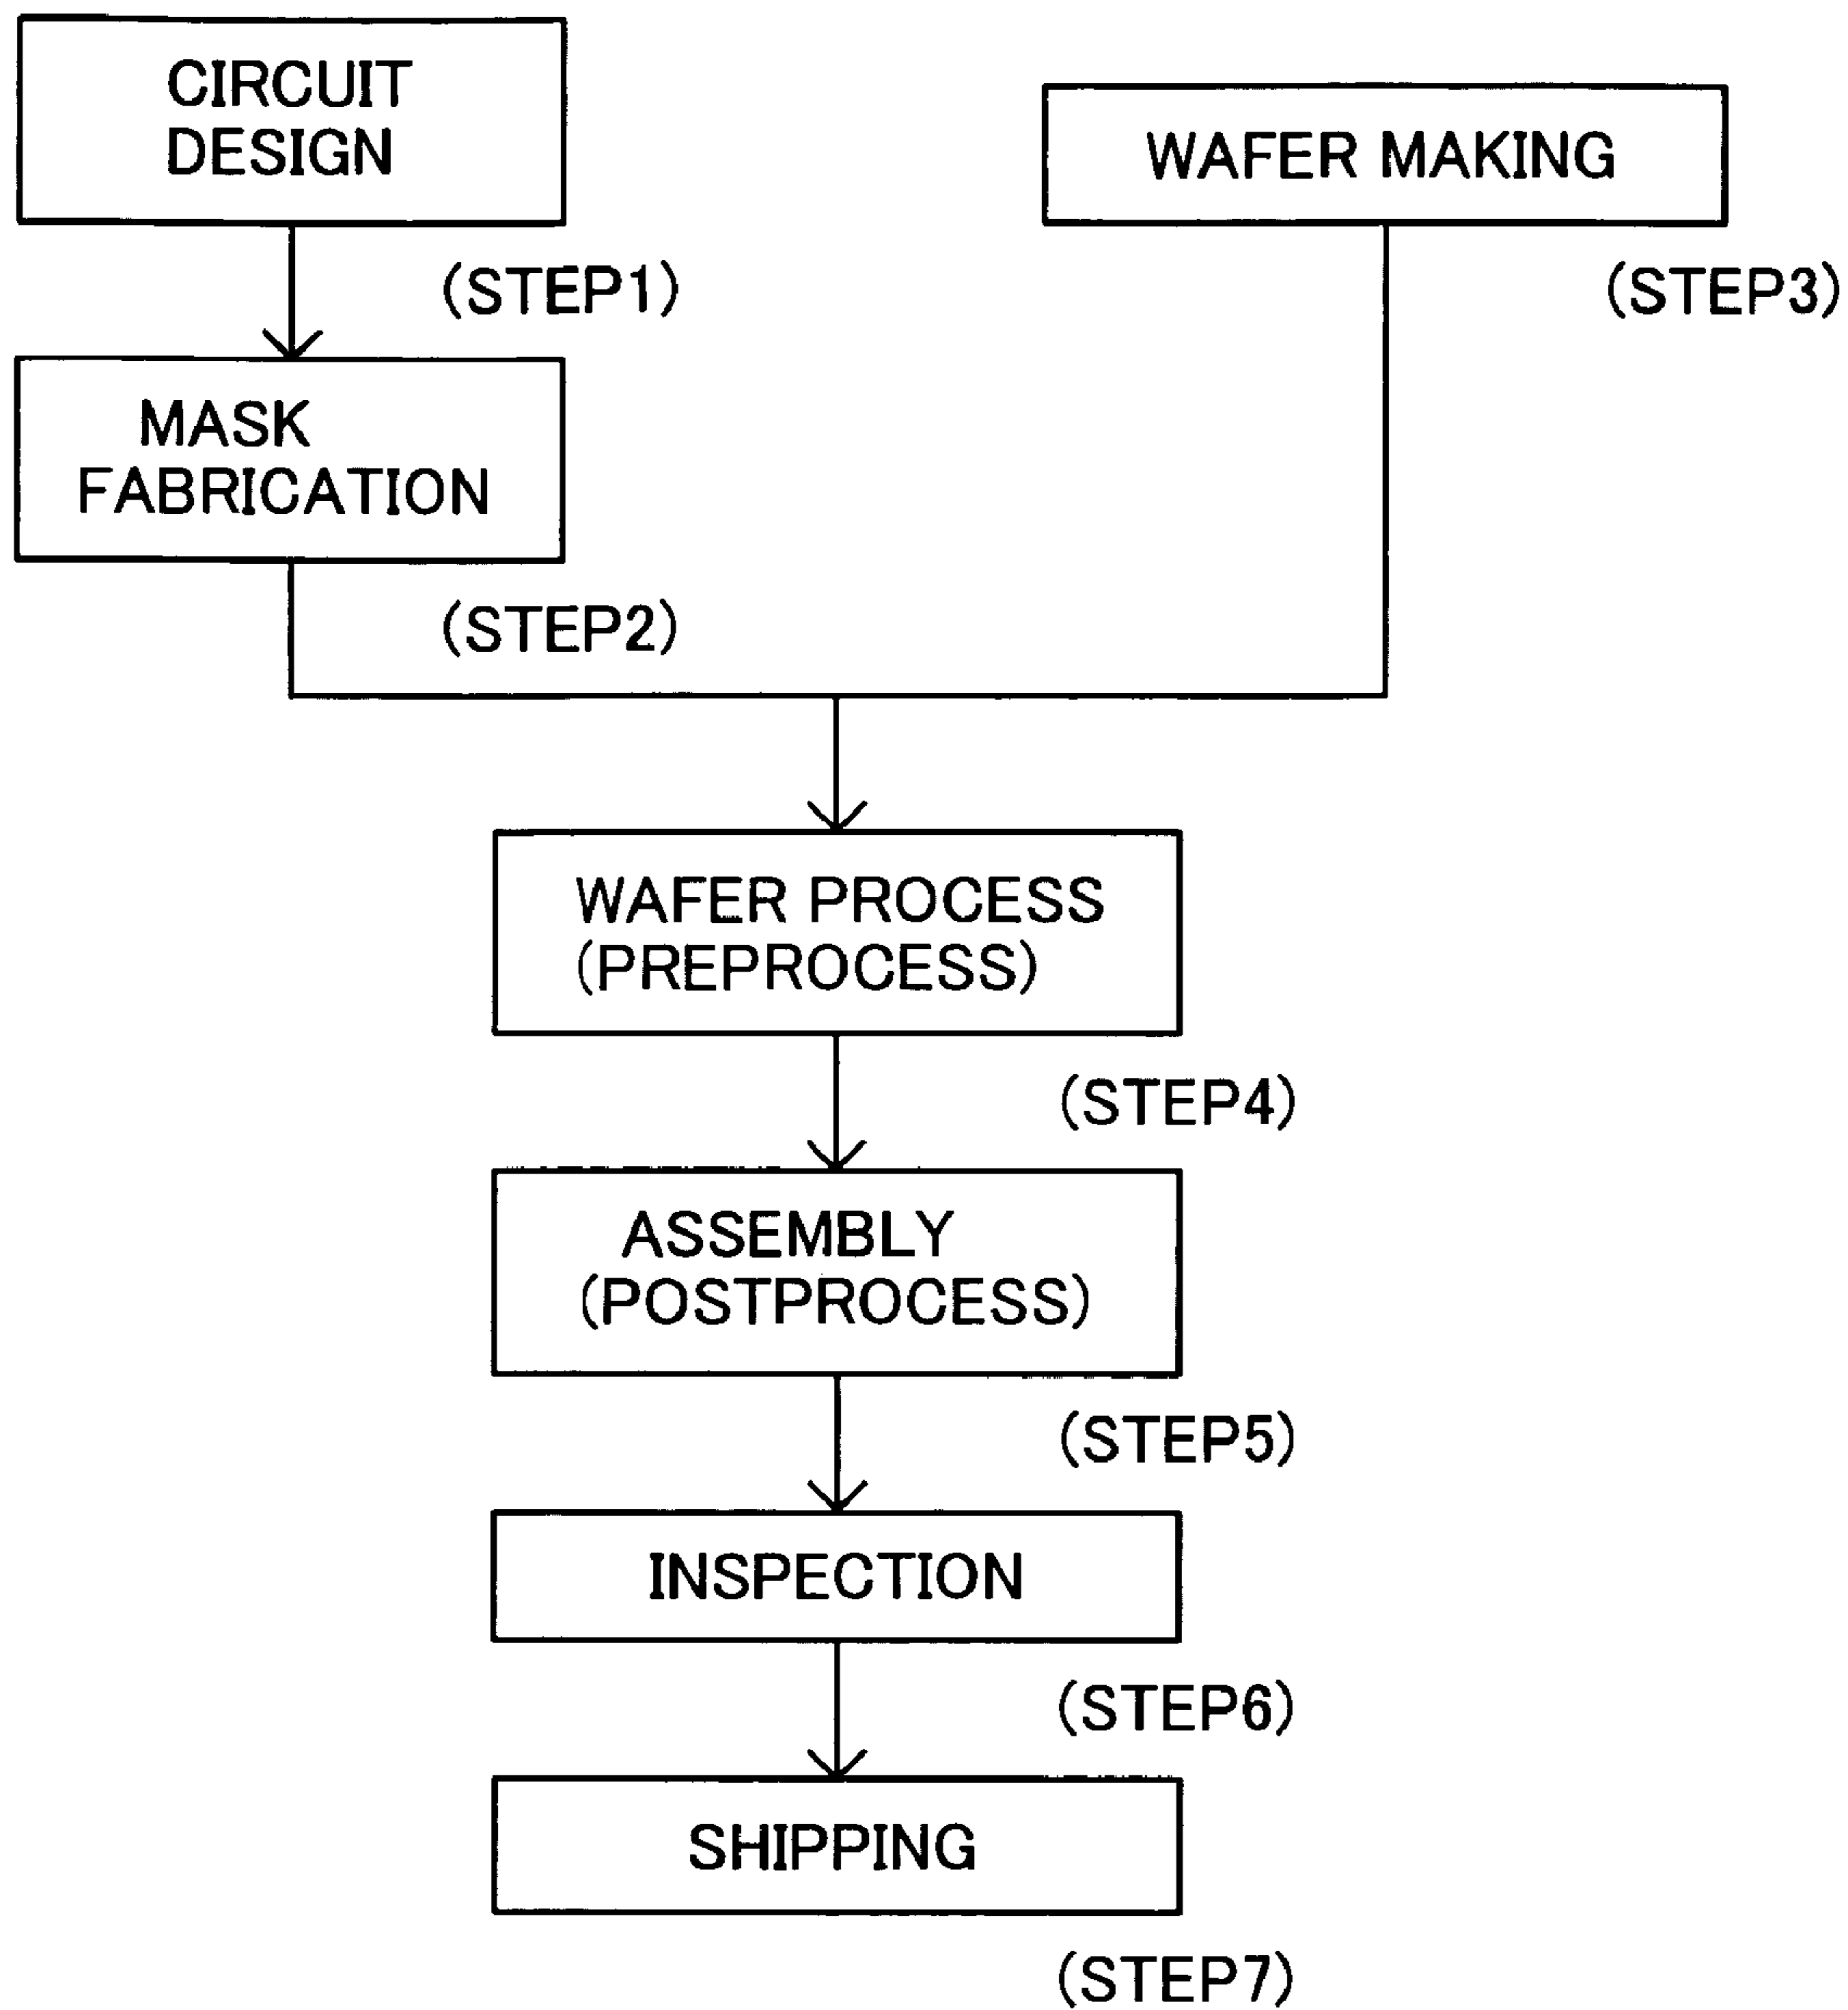 CIRCUIT
DESIGN
WAFER MAKING
(STEP1)
(STEP3)
MASK
FABRICATION
(STEP2)
WAFER PROCESS
(PREPROCESS)
(STEP4)
ASSEMBLY
(POSTPROCESS)
(STEP5)
INSPECTION
(STEP6)
SHIPPING
(STEP7)